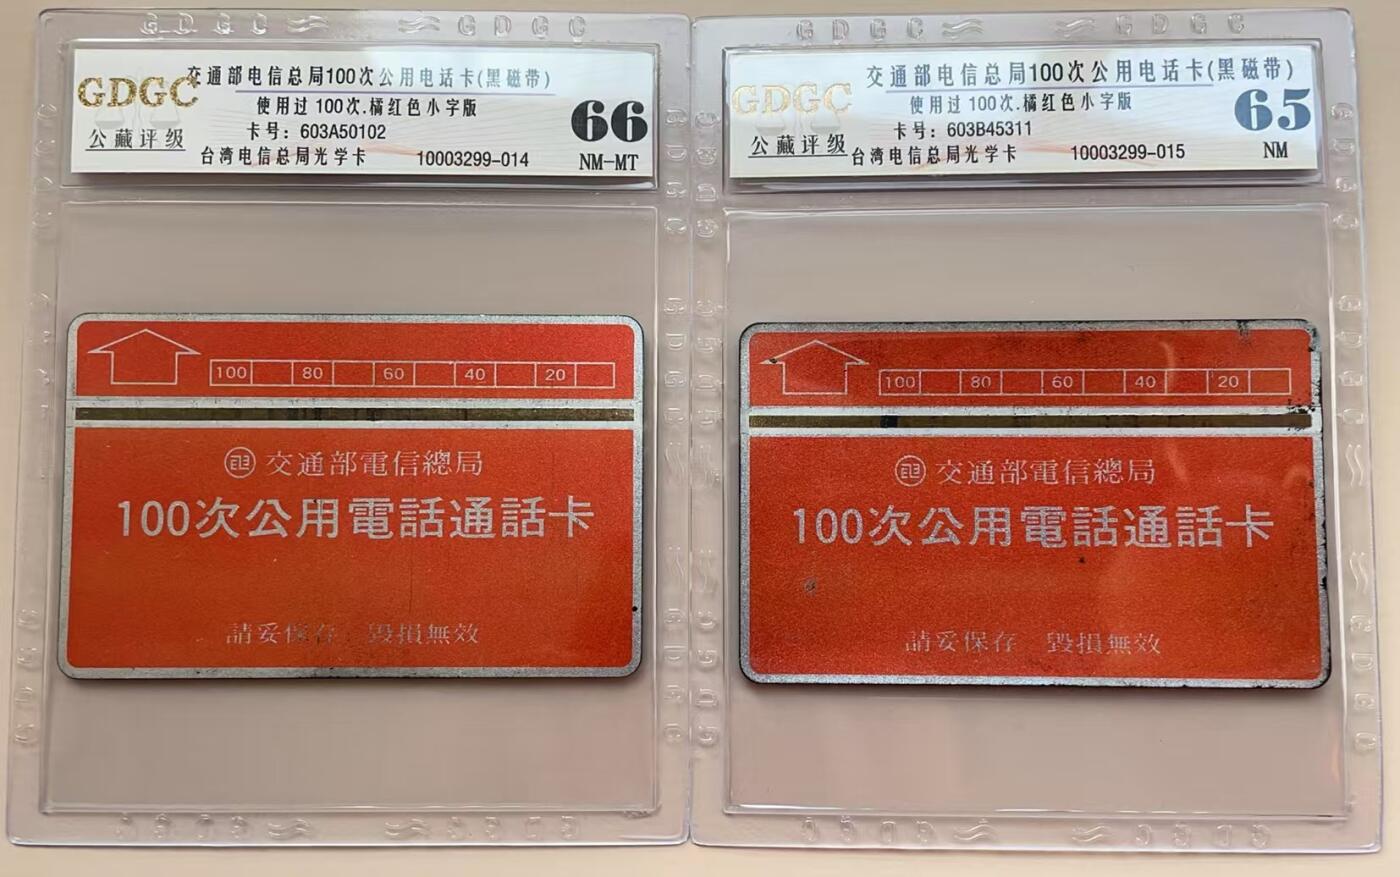 GDGC
公藏评级
交通部电信总局100次公用电话卡(黑磁带)
使用过 100次.橘红色小字版
卡号: 603A50102
台湾电信总局光学卡 10003299-014
66
NM-MT
100 80 60 40 20
交通部電信總局
100次公用電話通話卡
請妥保存 毀損無效
GDGC
公藏评级
交通部电信总局100次公用电话卡(黑磁带)
使用过 100次.橘红色小字版
卡号: 603B45311
台湾电信总局光学卡 10003299-015
65
NM
100 80 60 40 20
交通部電信總局
100次公用電話通話卡
請妥保存 毀損無效